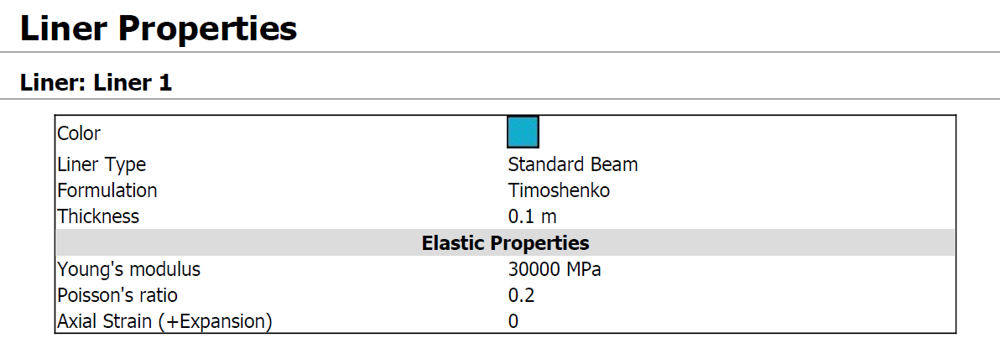 Liner Properties
Liner: Liner 1
Color
Liner Type Standard Beam
Formulation Timoshenko
Thickness 0.1 m
Elastic Properties
Young's modulus 30000 MPa
Poisson's ratio 0.2
Axial Strain (+Expansion) 0